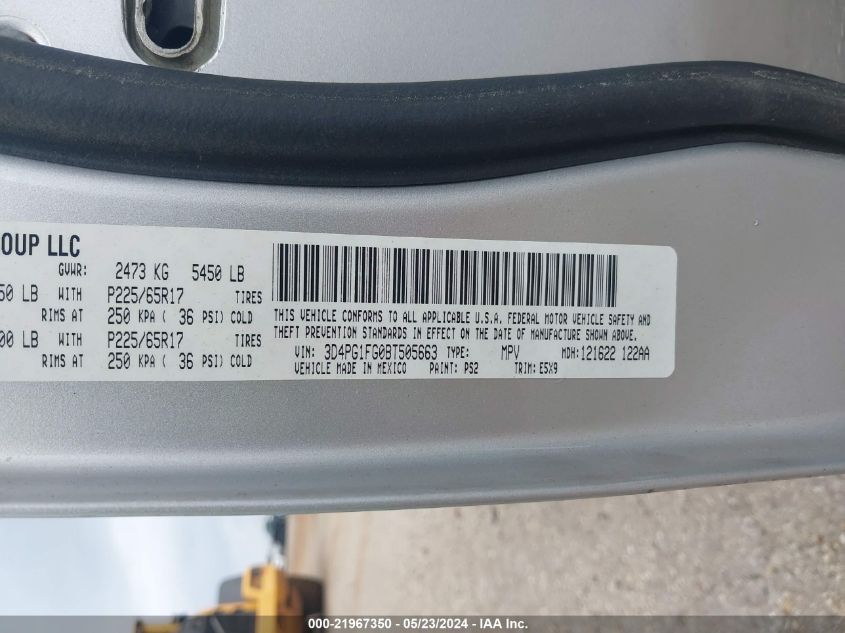 OUP LLC
GVWR: 2473 KG 5450 LB
50 LB WITH P225/65R17 TIRES
RIMS AT 250 KPA ( 36 PSI) COLD
00 LB WITH P225/65R17 TIRES
RIMS AT 250 KPA ( 36 PSI) COLD
THIS VEHICLE CONFORMS TO ALL APPLICABLE U.S.A. FEDERAL MOTOR VEHICLE SAFETY AND
THEFT PREVENTION STANDARDS IN EFFECT ON THE DATE OF MANUFACTURE SHOWN ABOVE.
VIN: 3D4PG1FG0BT505663 TYPE: MPV MDH: 121622 122AA
VEHICLE MADE IN MEXICO PAINT: PS2 TRIM: E5X9
000-21967350 - 05/23/2024 - IAA Inc.